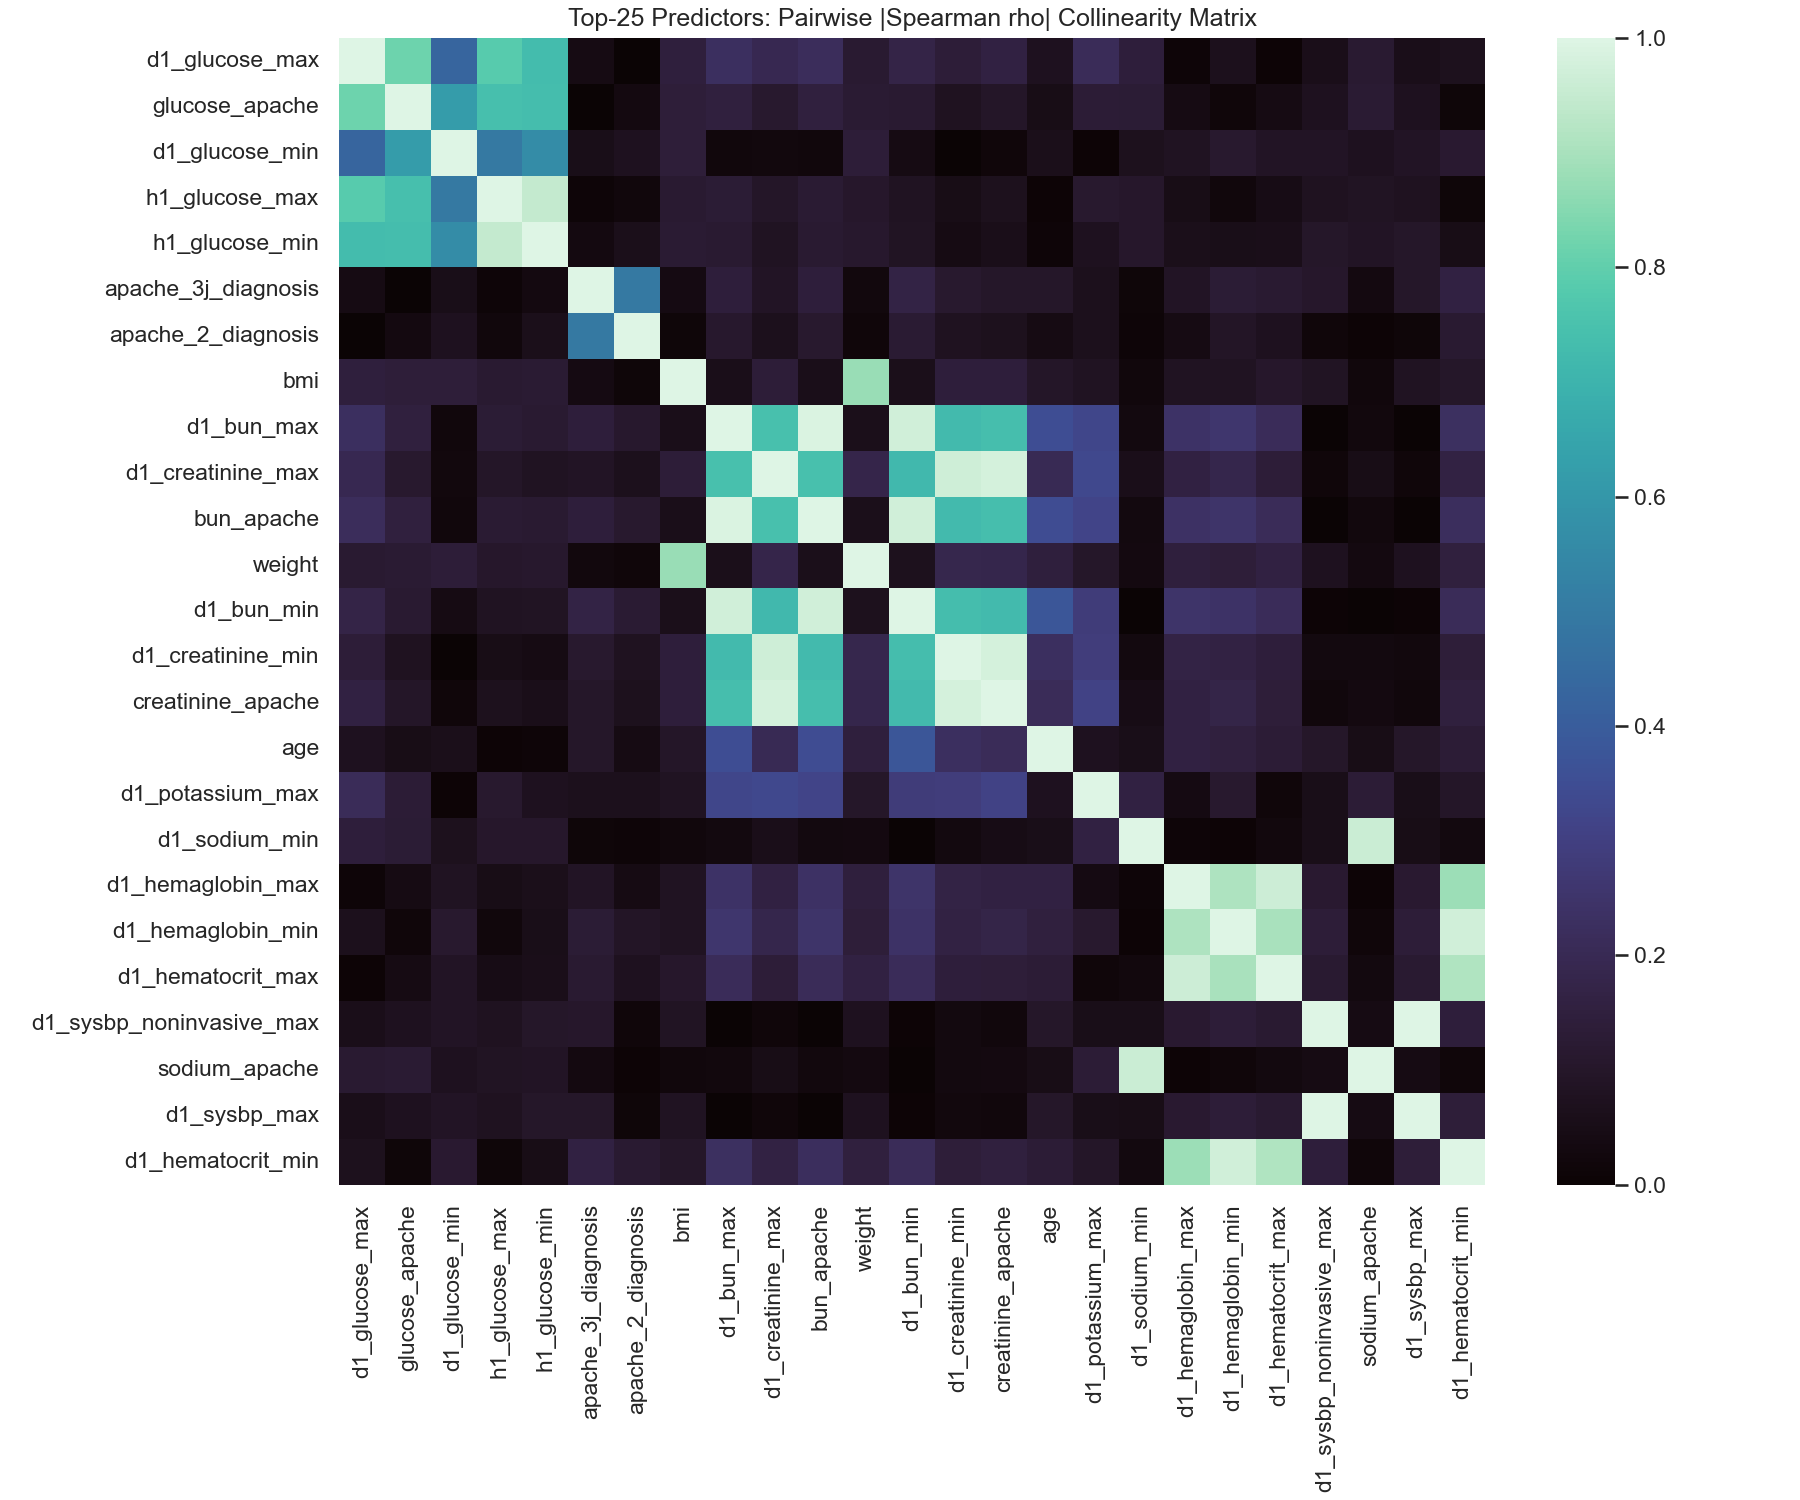 Top-25 Predictors: Pairwise |Spearman rho| Collinearity Matrix
d1_glucose_max
glucose_apache
d1_glucose_min
h1_glucose_max
h1_glucose_min
apache_3j_diagnosis
apache_2_diagnosis
bmi
d1_bun_max
d1_creatinine_max
bun_apache
weight
d1_bun_min
d1_creatinine_min
creatinine_apache
age
d1_potassium_max
d1_sodium_min
d1_hemaglobin_max
d1_hemaglobin_min
d1_hematocrit_max
d1_sysbp_noninvasive_max
sodium_apache
d1_sysbp_max
d1_hematocrit_min
d1_glucose_max
glucose_apache
d1_glucose_min
h1_glucose_max
h1_glucose_min
apache_3j_diagnosis
apache_2_diagnosis
bmi
d1_bun_max
d1_creatinine_max
bun_apache
weight
d1_bun_min
d1_creatinine_min
creatinine_apache
age
d1_potassium_max
d1_sodium_min
d1_hemaglobin_max
d1_hemaglobin_min
d1_hematocrit_max
d1_sysbp_noninvasive_max
sodium_apache
d1_sysbp_max
d1_hematocrit_min
1.0
0.8
0.6
0.4
0.2
0.0